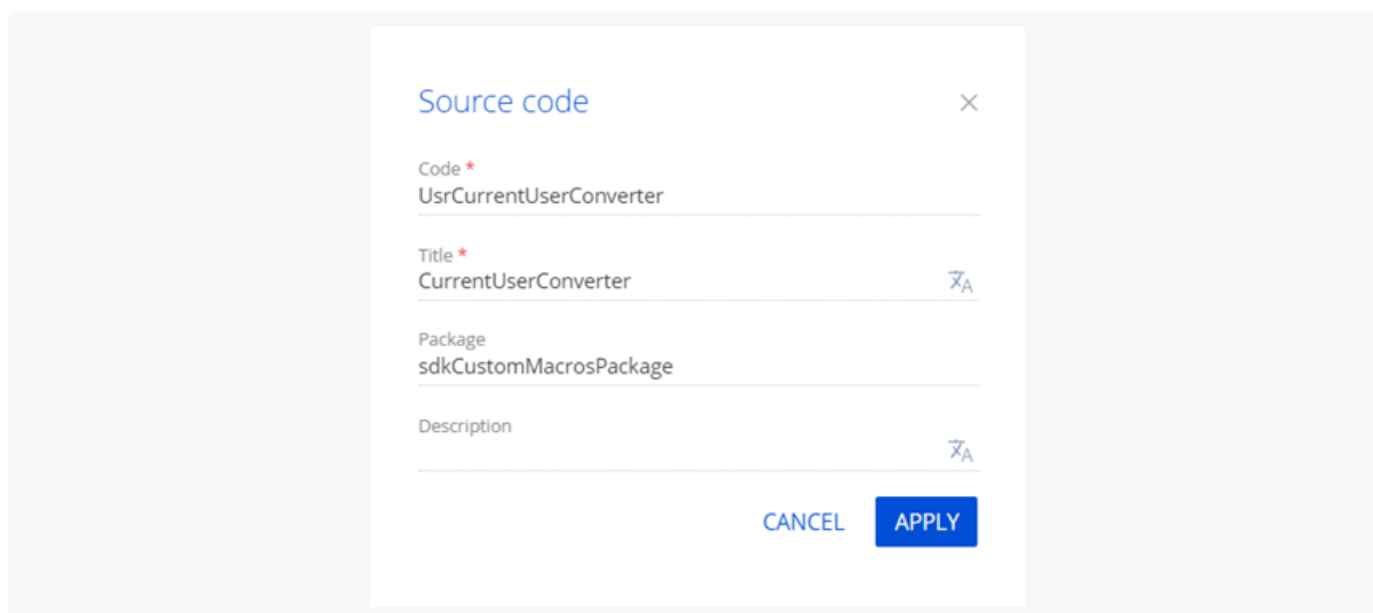 Source code
Code *
UsrCurrentUserConverter
Title *
CurrentUserConverter
Package
sdkCustomMacrosPackage
Description
CANCEL APPLY